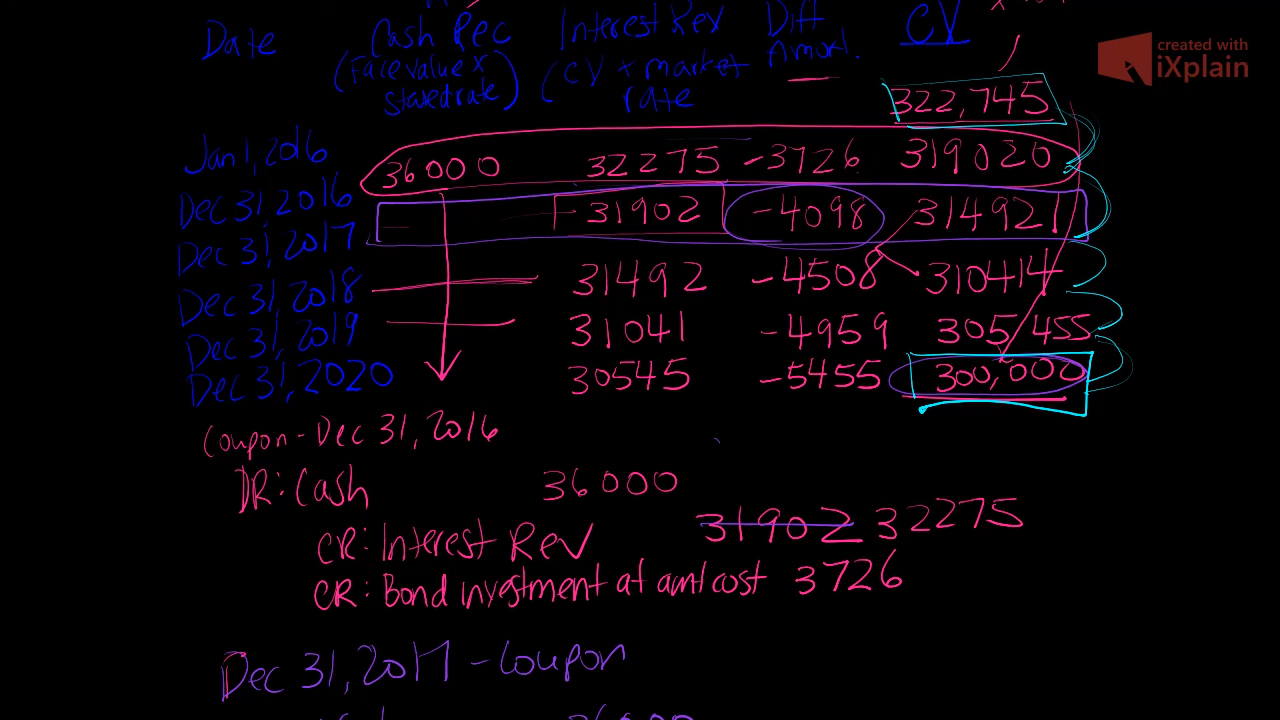 Date Cash Rec Interest Rev Diff CV
(Face value x (CV x market Amort.
stated rate) rate
322,745
Jan 1, 2016
36000 32275 -3726 319020
Dec 31, 2016
-31902 -4098 314921
Dec 31, 2017
31492 -4508 310414
Dec 31, 2018
31041 -4959 305,455
Dec 31, 2019
30545 -5455 300,000
Dec 31, 2020
Coupon - Dec 31, 2016
DR: Cash 36000
CR: Interest Rev 31902 32275
CR: Bond investment at amt cost 3726
Dec 31, 2017 - Coupon
36000
created with
iXplain